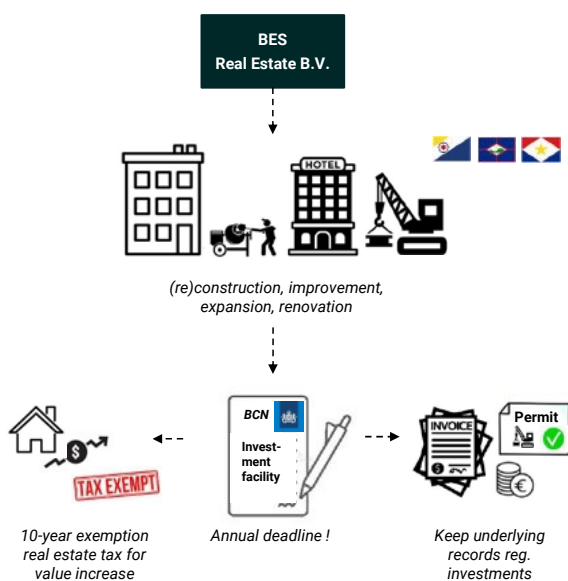 BES
Real Estate B.V.
HOTEL
(re)construction, improvement,
expansion, renovation
BCN
Invest-
ment
facility
INVOICE
Permit
TAX EXEMPT
10-year exemption
real estate tax for
value increase
Annual deadline !
Keep underlying
records reg.
investments